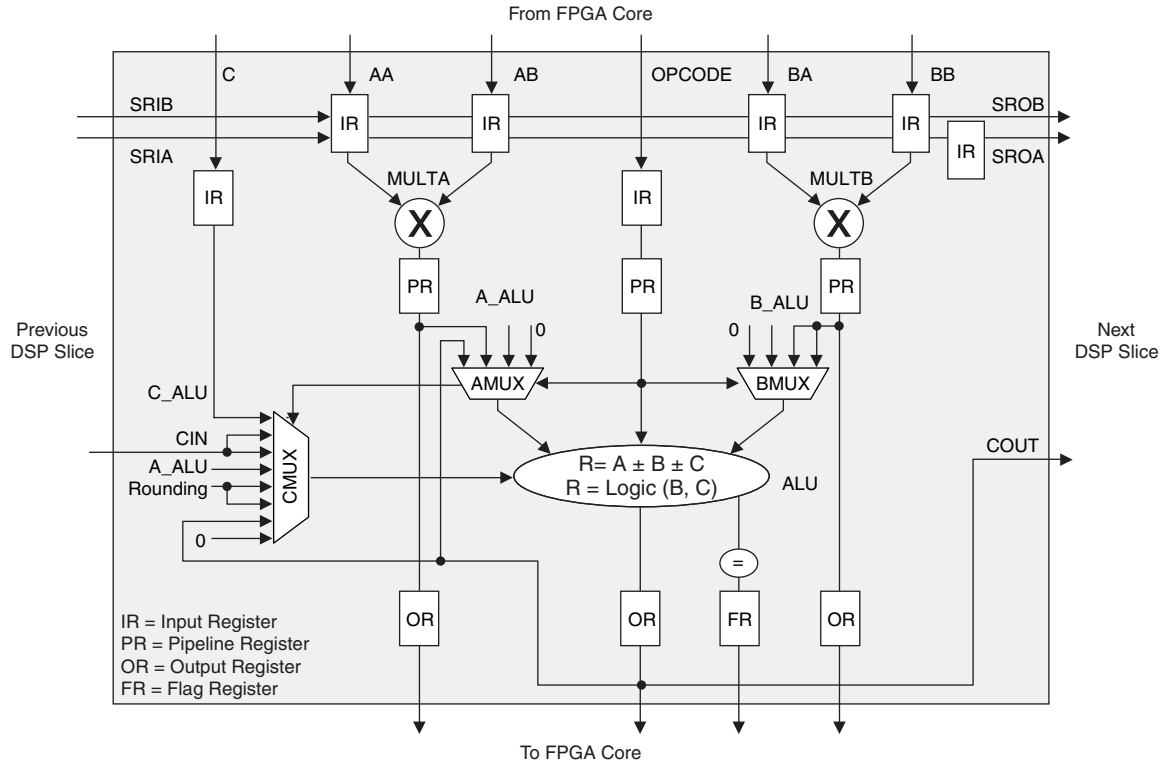 From FPGA Core
C
AA
AB
OPCODE
BA
BB
SRIB
SROB
IR
IR
IR
IR
SRIA
IR
SROA
IR
MULTA
IR
MULTB
X
X
PR
PR
PR
A_ALU
B_ALU
0
0
Previous
DSP Slice
Next
DSP Slice
AMUX
BMUX
C_ALU
CIN
A_ALU
Rounding
0
CMUX
R= A ± B ± C
R = Logic (B, C)
ALU
COUT
=
OR
OR
FR
OR
IR = Input Register
PR = Pipeline Register
OR = Output Register
FR = Flag Register
To FPGA Core